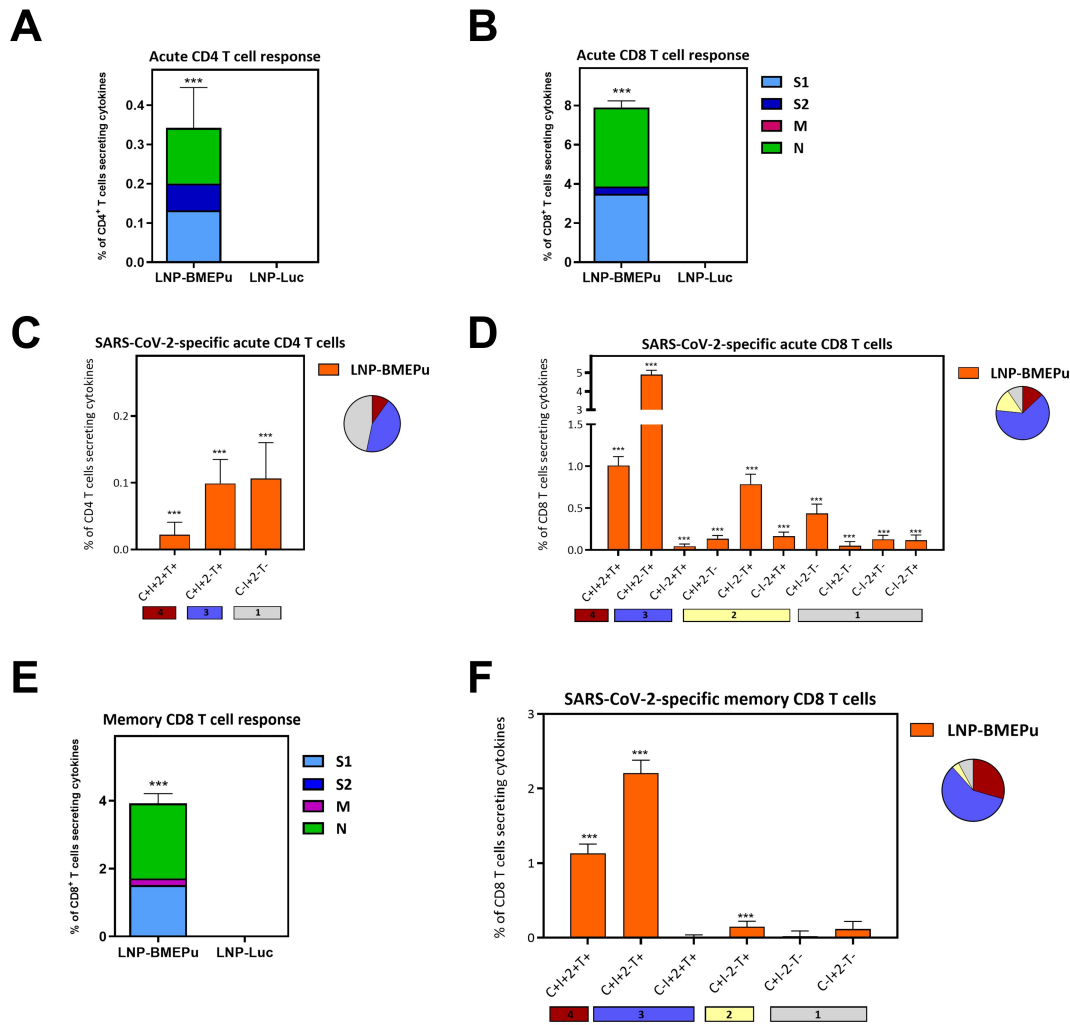 A
Acute CD4 T cell response
% of CD4⁺ T cells secreting cytokines
0.4
0.3
0.2
0.1
0.0
***
LNP-BMEPu LNP-Luc
B
Acute CD8 T cell response
% of CD8⁺ T cells secreting cytokines
8
6
4
2
0
***
LNP-BMEPu LNP-Luc
S1
S2
M
N
C
SARS-CoV-2-specific acute CD4 T cells
% of CD4 T cells secreting cytokines
0.2
0.1
0.0
*** *** ***
C+I+2+T+ C+I+2-T+ C-I+2-T-
4 3 1
LNP-BMEPu
D
SARS-CoV-2-specific acute CD8 T cells
% of CD8 T cells secreting cytokines
5
4
3
1.5
1.0
0.5
0.0
*** *** *** *** *** *** *** *** *** ***
C+I+2+T+ C+I+2-T+ C-I+2+T+ C+I+2-T- C+I-2-T+ C-I-2+T+ C+I-2-T- C-I+2-T- C-I-2+T- C-I-2-T+
4 3 2 1
LNP-BMEPu
E
Memory CD8 T cell response
% of CD8⁺ T cells secreting cytokines
4
2
0
***
LNP-BMEPu LNP-Luc
S1
S2
M
N
F
SARS-CoV-2-specific memory CD8 T cells
% of CD8 T cells secreting cytokines
3
2
1
0
*** *** ***
C+I+2+T+ C+I+2-T+ C-I+2+T+ C+I-2-T+ C+I-2-T- C-I+2-T-
4 3 2 1
LNP-BMEPu